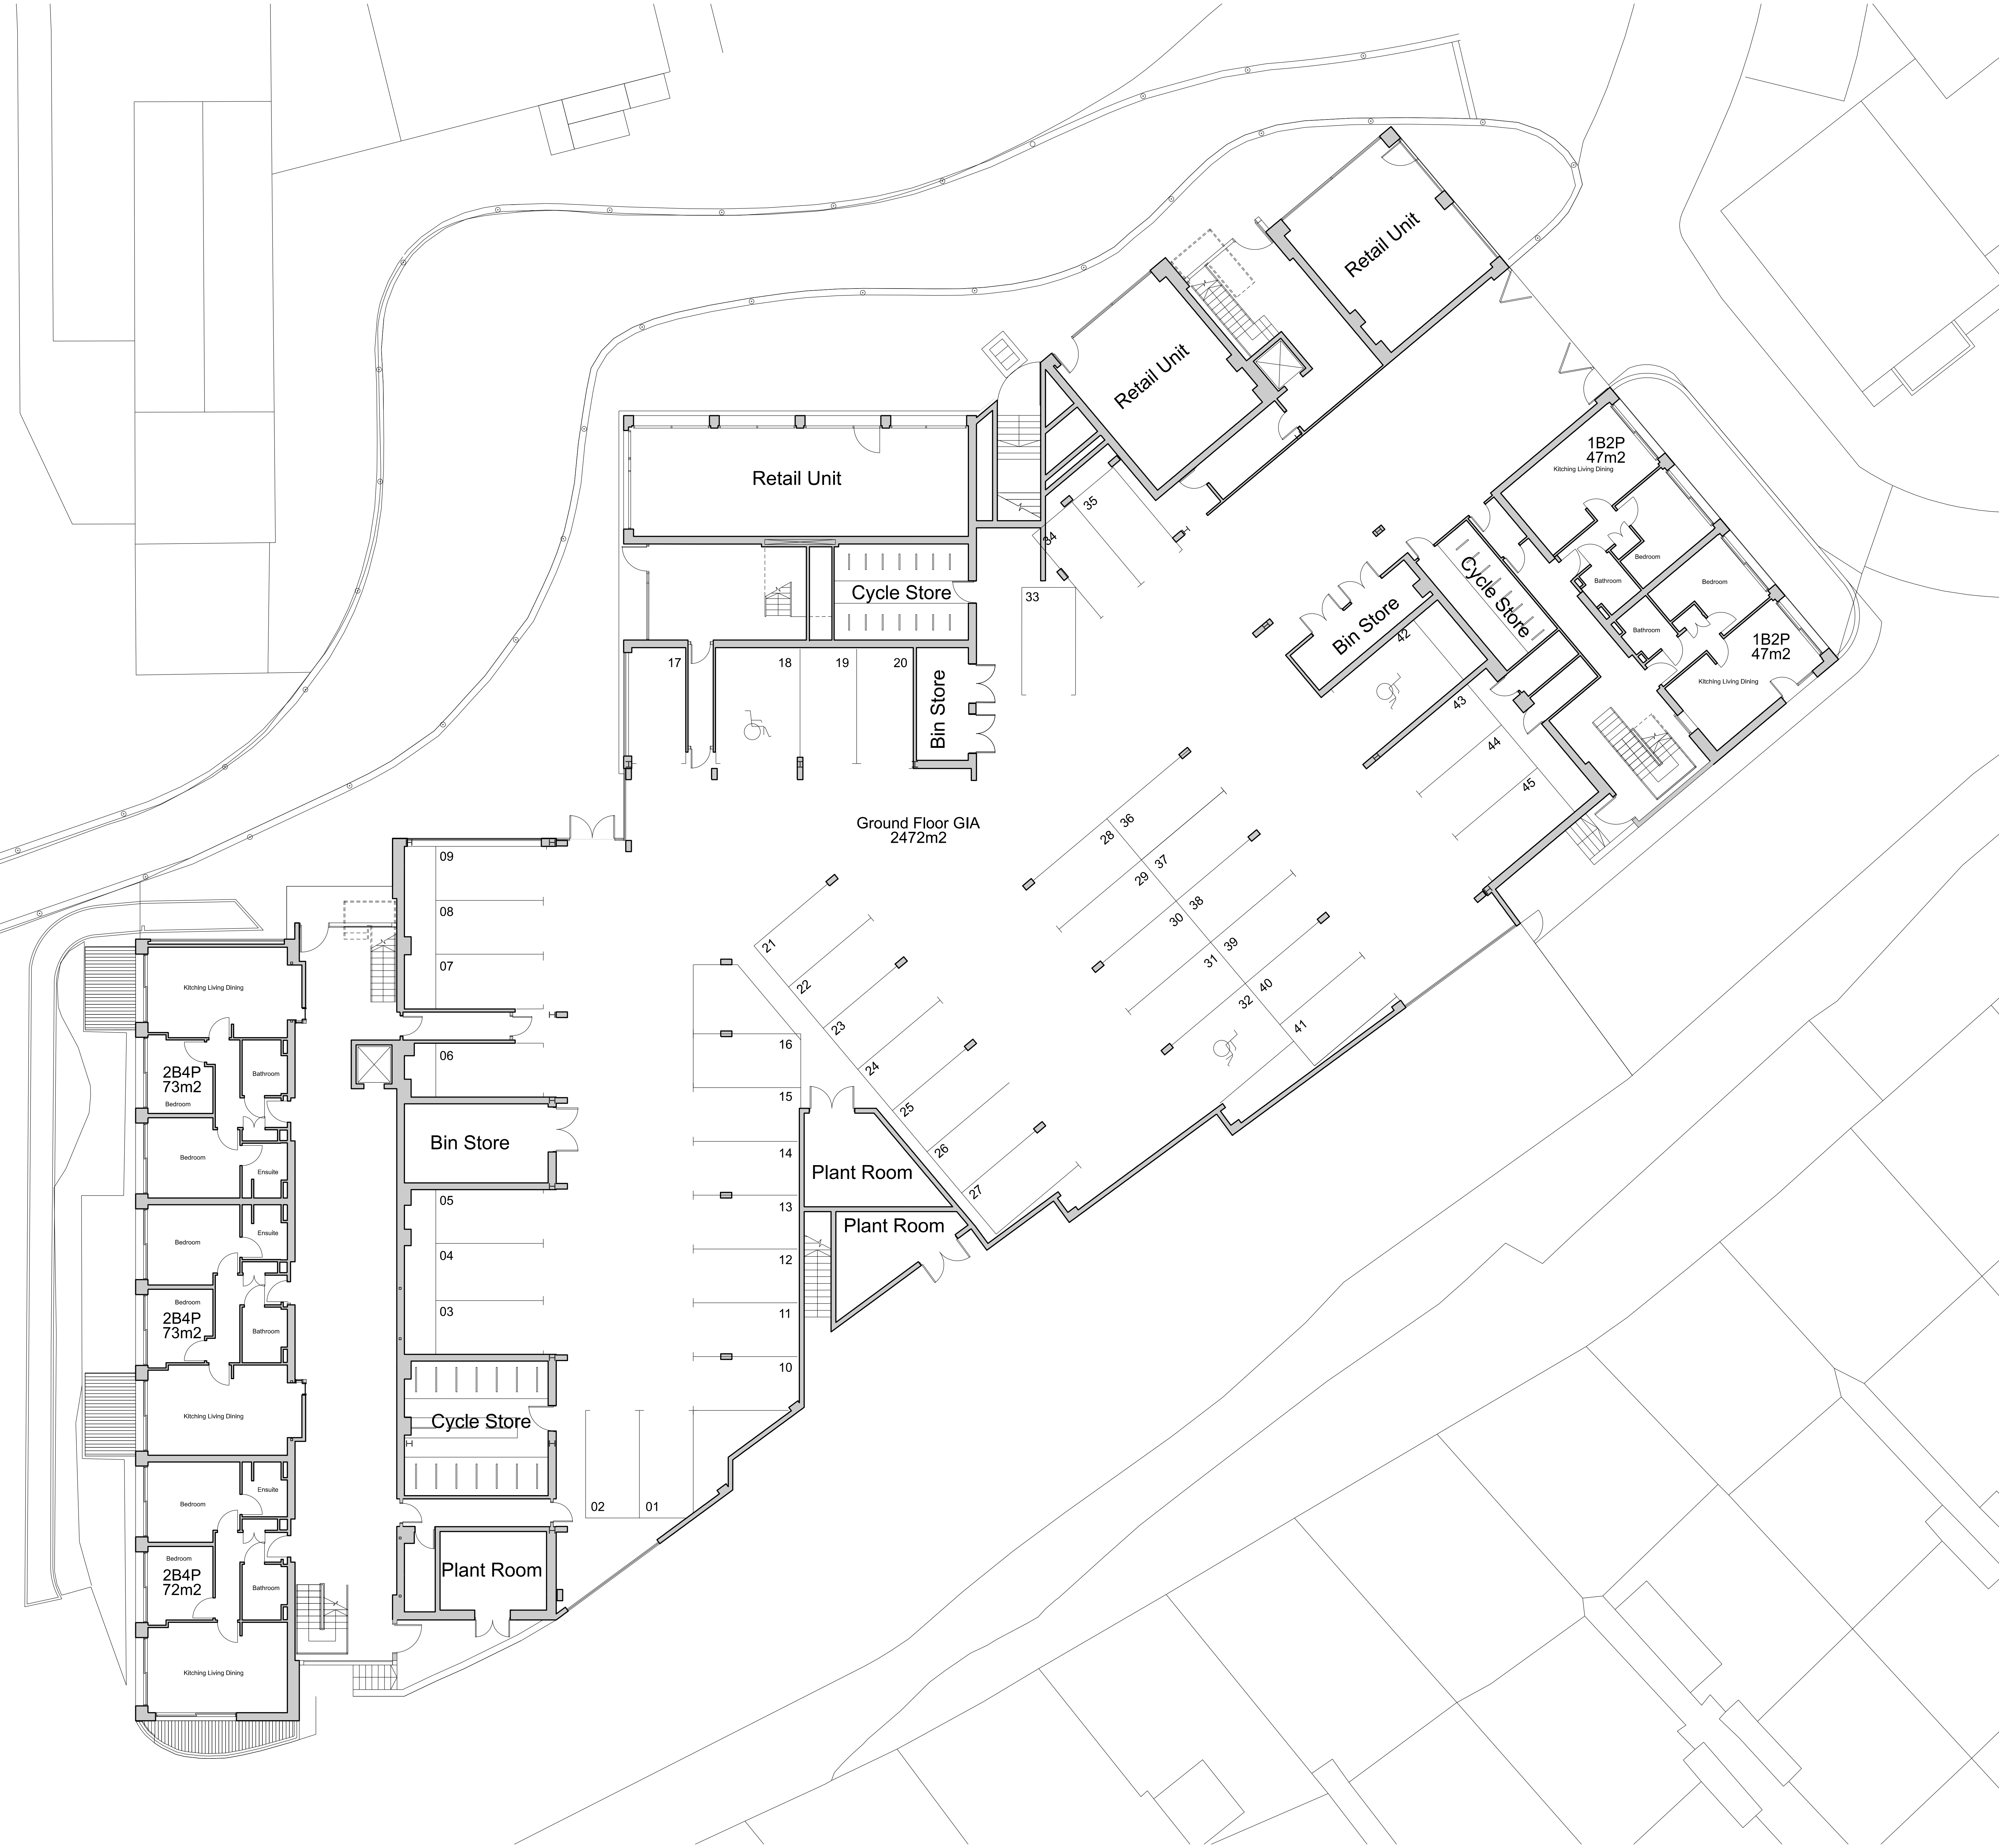 Retail Unit
Retail Unit
Retail Unit
1B2P
47m2
Kitching Living Dining
Bedroom
Bathroom
Bedroom
Bathroom
1B2P
47m2
Kitching Living Dining
35
34
33
Cycle Store
Cycle Store
Bin Store
42
43
44
45
17
18
19
20
Bin Store
Ground Floor GIA
2472m2
36
28
37
29
38
30
39
31
40
32
41
09
08
07
06
Bin Store
05
04
03
Cycle Store
02
01
Plant Room
21
22
23
24
25
26
27
16
15
14
13
12
11
10
Plant Room
Plant Room
Kitching Living Dining
2B4P
73m2
Bedroom
Bathroom
Bedroom
Ensuite
Bedroom
Ensuite
Bedroom
2B4P
73m2
Bathroom
Kitching Living Dining
Bedroom
Ensuite
Bedroom
2B4P
72m2
Bathroom
Kitching Living Dining